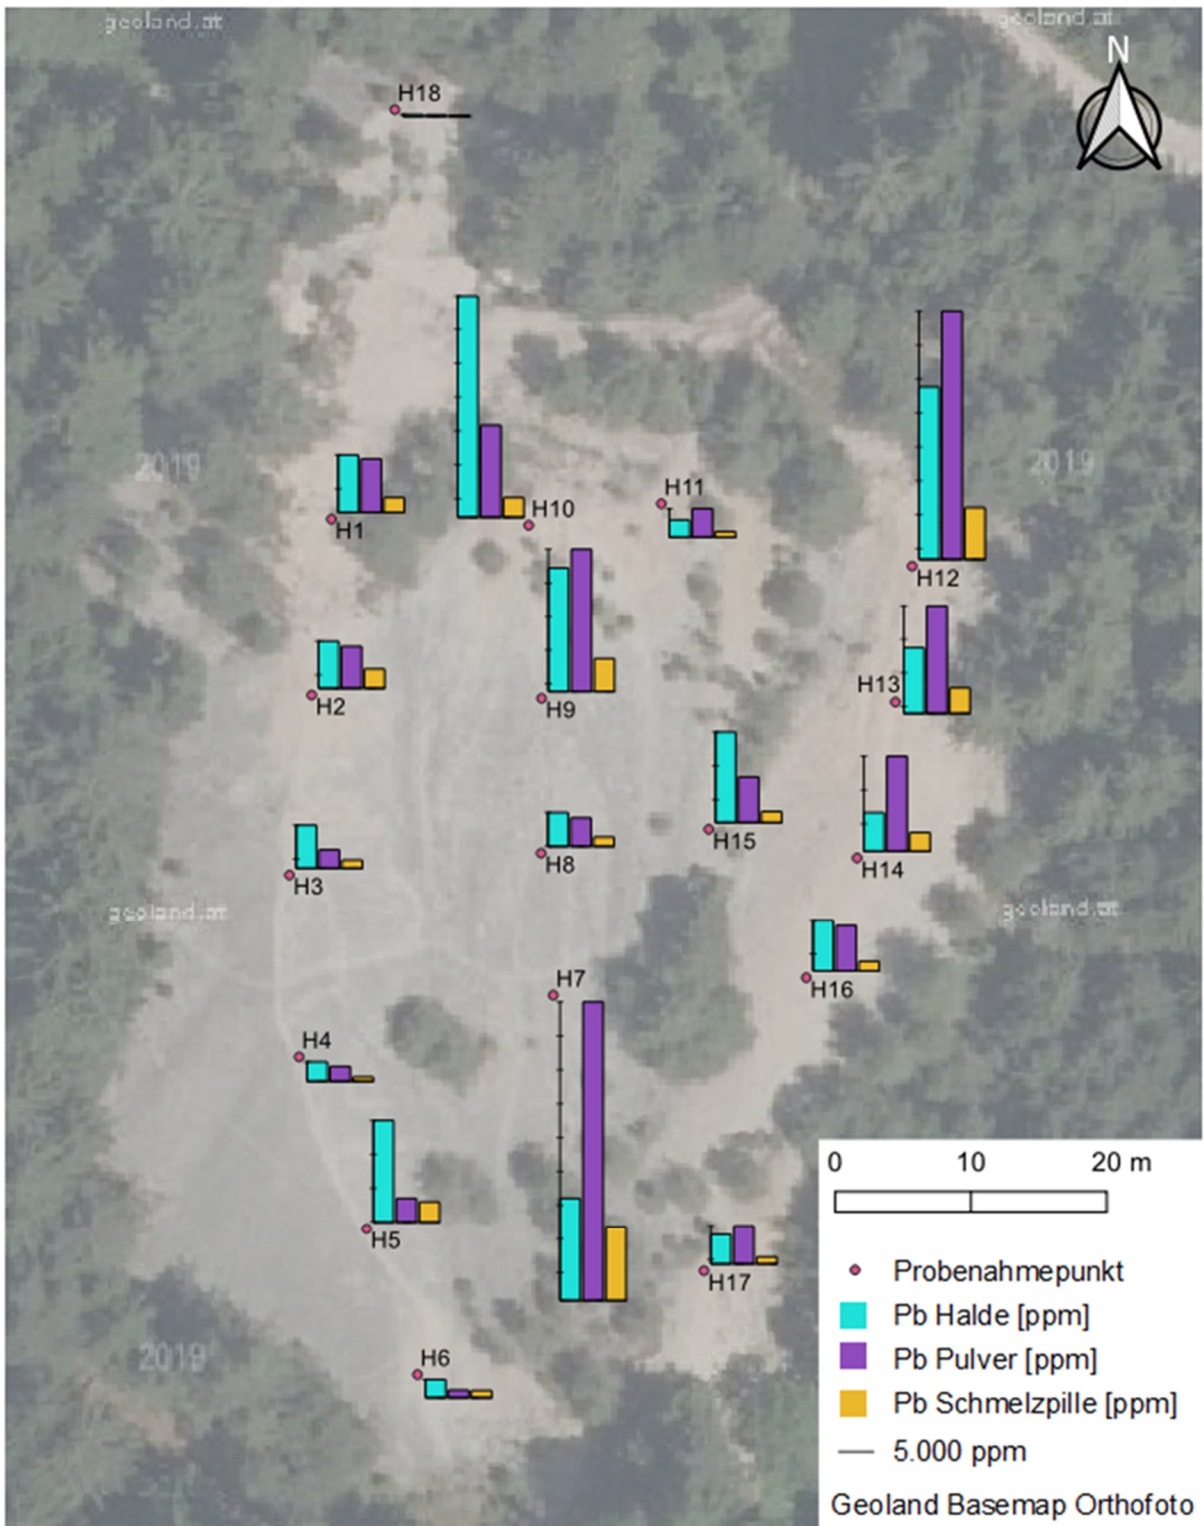 geoland.at
geoland.at
N
H18
2019
2019
H11
H10
H1
H12
H13
H2
H9
H15
H8
H14
H3
geoland.at
geoland.at
H7
H16
H4
H5
H17
H6
2019
0 10 20 m
Probenahmepunkt
Pb Halde [ppm]
Pb Pulver [ppm]
Pb Schmelzpille [ppm]
5.000 ppm
Geoland Basemap Orthofoto